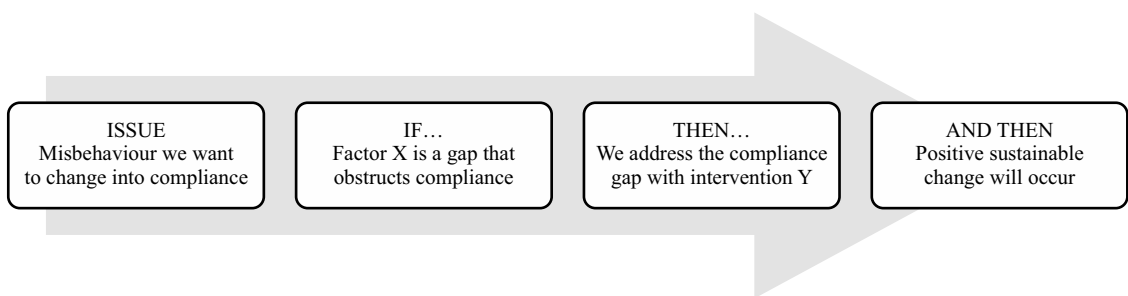 ISSUE
Misbehaviour we want
to change into compliance
IF…
Factor X is a gap that
obstructs compliance
THEN…
We address the compliance
gap with intervention Y
AND THEN
Positive sustainable
change will occur